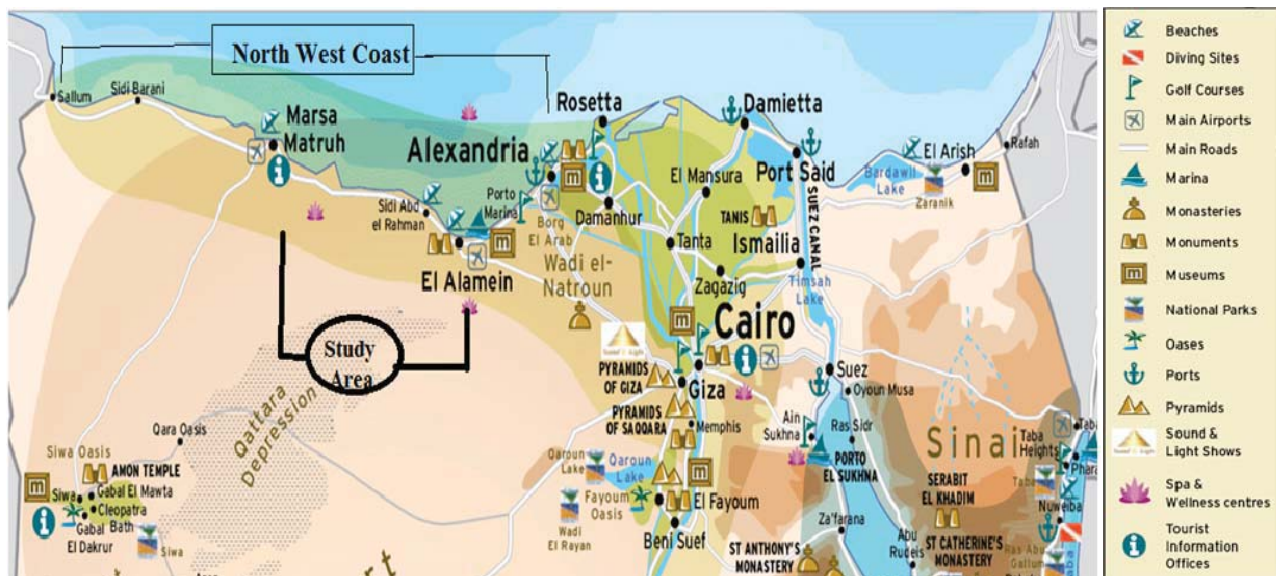 North West Coast
Sallum
Sidi Barani
Marsa
Matruh
Rosetta
Damietta
Alexandria
Port Said
El Arish
Rafah
Bardawil
Lake
Zaranik
El Mansura
Porto
Marina
Damanhur
Sidi Abd
el Rahman
TANIS
Borg
El Arab
Tanta
Ismailia
SUEZ CANAL
El Alamein
Wadi el-
Natroun
Zagazig
Timsah
Lake
Study
Area
Cairo
Sound & Light
PYRAMIDS
OF GIZA
Giza
Suez
Oyoun Musa
PYRAMIDS
OF SAQQARA
Memphis
Ain
Sukhna
Ras Sidr
Sinai
Taba
Taba
Heights
Qattara
Depression
Qara Oasis
Siwa Oasis
AMON TEMPLE
Siwa
Gabal El Mawta
Cleopatra
Bath
Gabal
El Dakrur
Siwa
Qaroun
Lake
Qaroun
Lake
Fayoum
Oasis
El Fayoum
Wadi
El Rayan
Beni Suef
PORTO
EL SUKHNA
SERABIT
EL KHADIM
Nuweiba
Za'farana
Abu
Rudeis
ST ANTHONY'S
MONASTERY
ST CATHERINE'S
MONASTERY
Ras Abu
Gallum
Beaches
Diving Sites
Golf Courses
Main Airports
Main Roads
Marina
Monasteries
Monuments
m
Museums
National Parks
Oases
Ports
Pyramids
Sound &
Light Shows
Spa &
Wellness centres
i
Tourist
Information
Offices